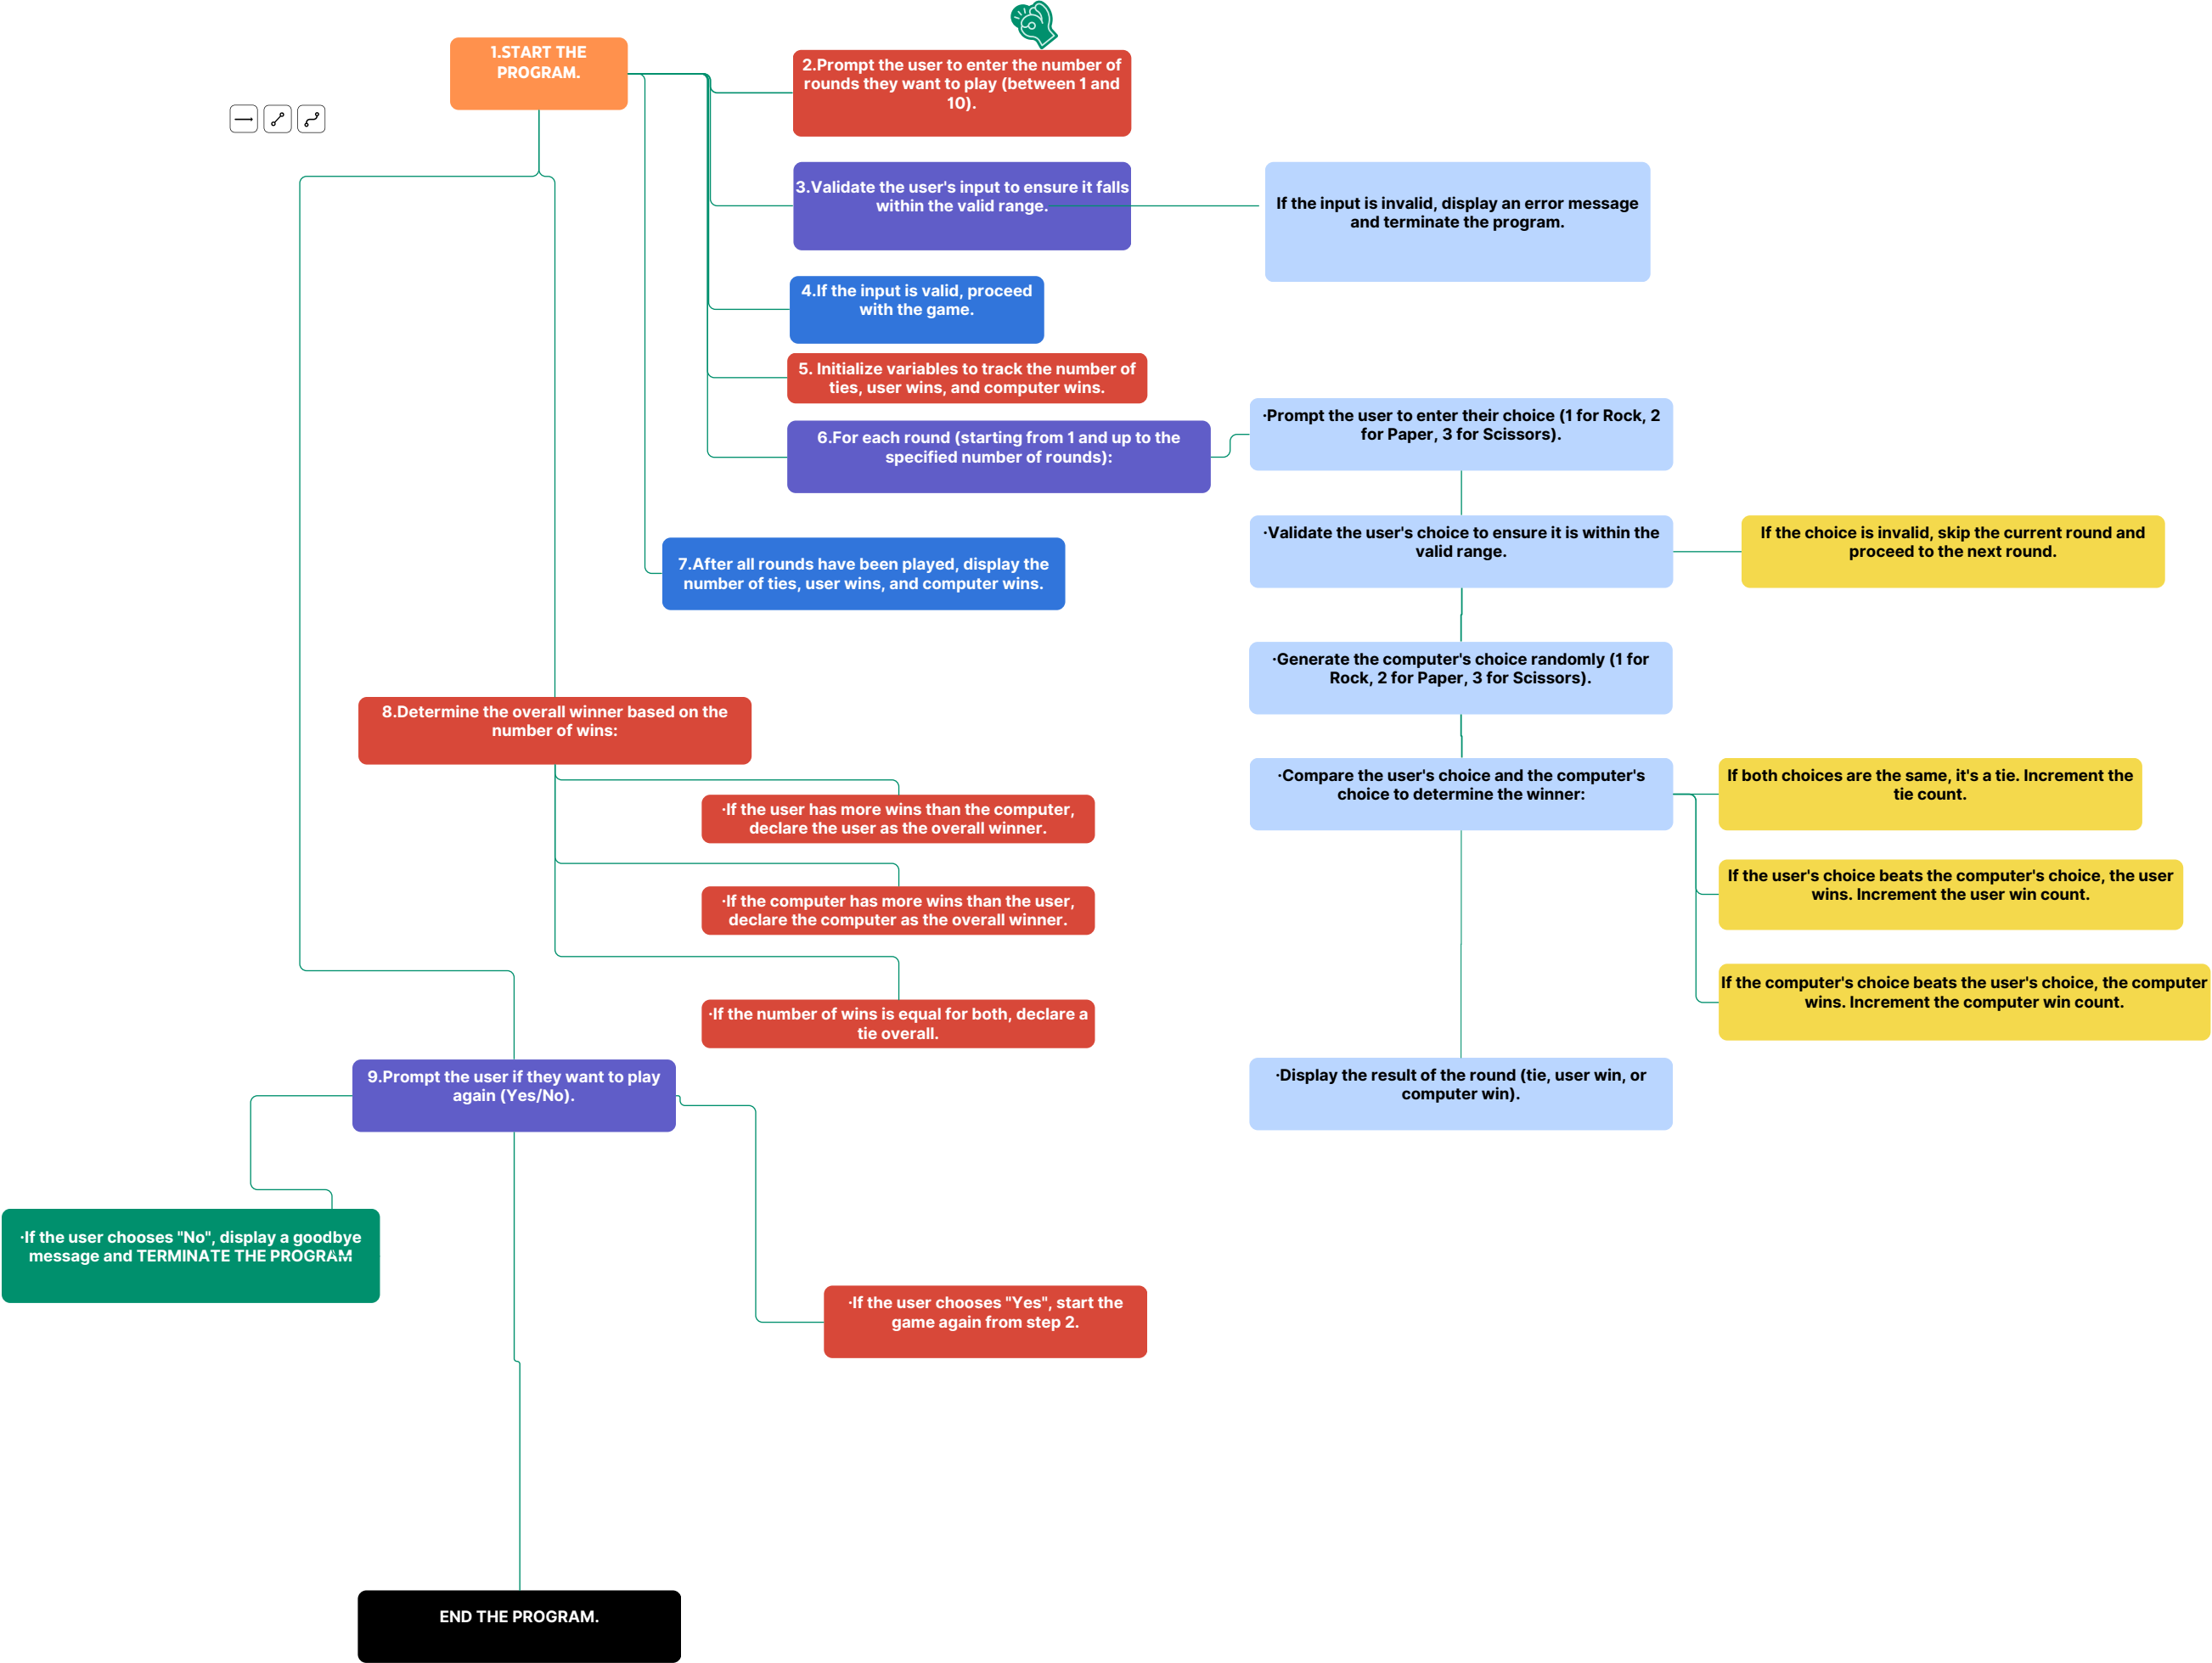 1.START THE
PROGRAM.
2.Prompt the user to enter the number of
rounds they want to play (between 1 and
10).
3.Validate the user's input to ensure it falls
within the valid range.
If the input is invalid, display an error message
and terminate the program.
4.If the input is valid, proceed
with the game.
5. Initialize variables to track the number of
ties, user wins, and computer wins.
6.For each round (starting from 1 and up to the
specified number of rounds):
·Prompt the user to enter their choice (1 for Rock, 2
for Paper, 3 for Scissors).
·Validate the user's choice to ensure it is within the
valid range.
If the choice is invalid, skip the current round and
proceed to the next round.
·Generate the computer's choice randomly (1 for
Rock, 2 for Paper, 3 for Scissors).
·Compare the user's choice and the computer's
choice to determine the winner:
If both choices are the same, it's a tie. Increment the
tie count.
If the user's choice beats the computer's choice, the user
wins. Increment the user win count.
If the computer's choice beats the user's choice, the computer
wins. Increment the computer win count.
·Display the result of the round (tie, user win, or
computer win).
7.After all rounds have been played, display the
number of ties, user wins, and computer wins.
8.Determine the overall winner based on the
number of wins:
·If the user has more wins than the computer,
declare the user as the overall winner.
·If the computer has more wins than the user,
declare the computer as the overall winner.
·If the number of wins is equal for both, declare a
tie overall.
9.Prompt the user if they want to play
again (Yes/No).
·If the user chooses "No", display a goodbye
message and TERMINATE THE PROGRAM
·If the user chooses "Yes", start the
game again from step 2.
END THE PROGRAM.